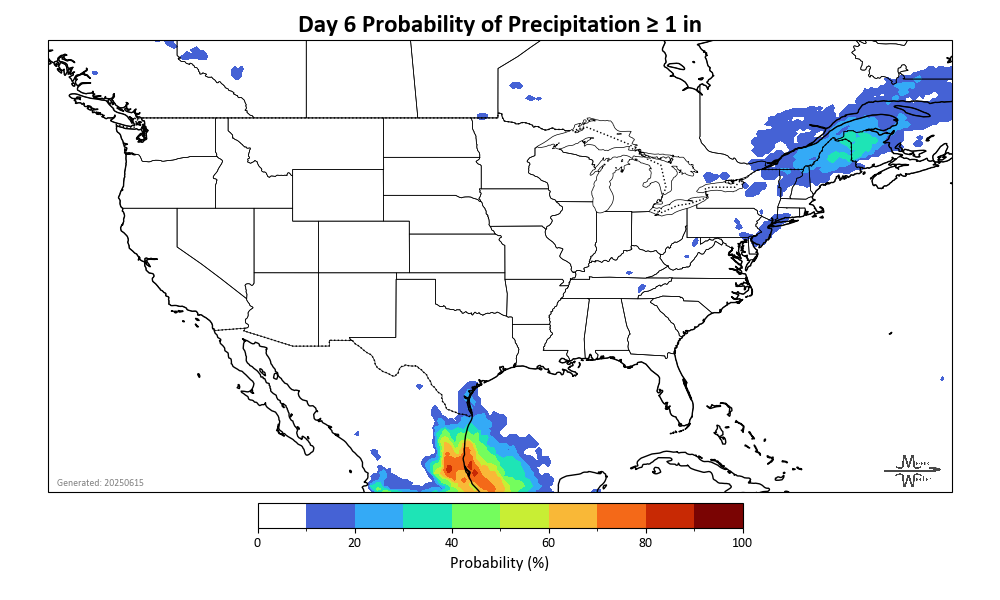 Day 6 Probability of Precipitation ≥ 1 in
Generated: 20250615
0 20 40 60 80 100
Probability (%)